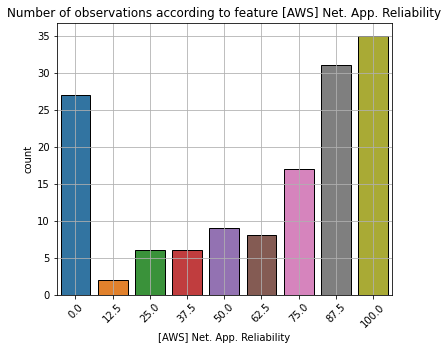 Number of observations according to feature [AWS] Net. App. Reliability
35
30
25
20
15
10
5
0
count
0.0 12.5 25.0 37.5 50.0 62.5 75.0 87.5 100.0
[AWS] Net. App. Reliability